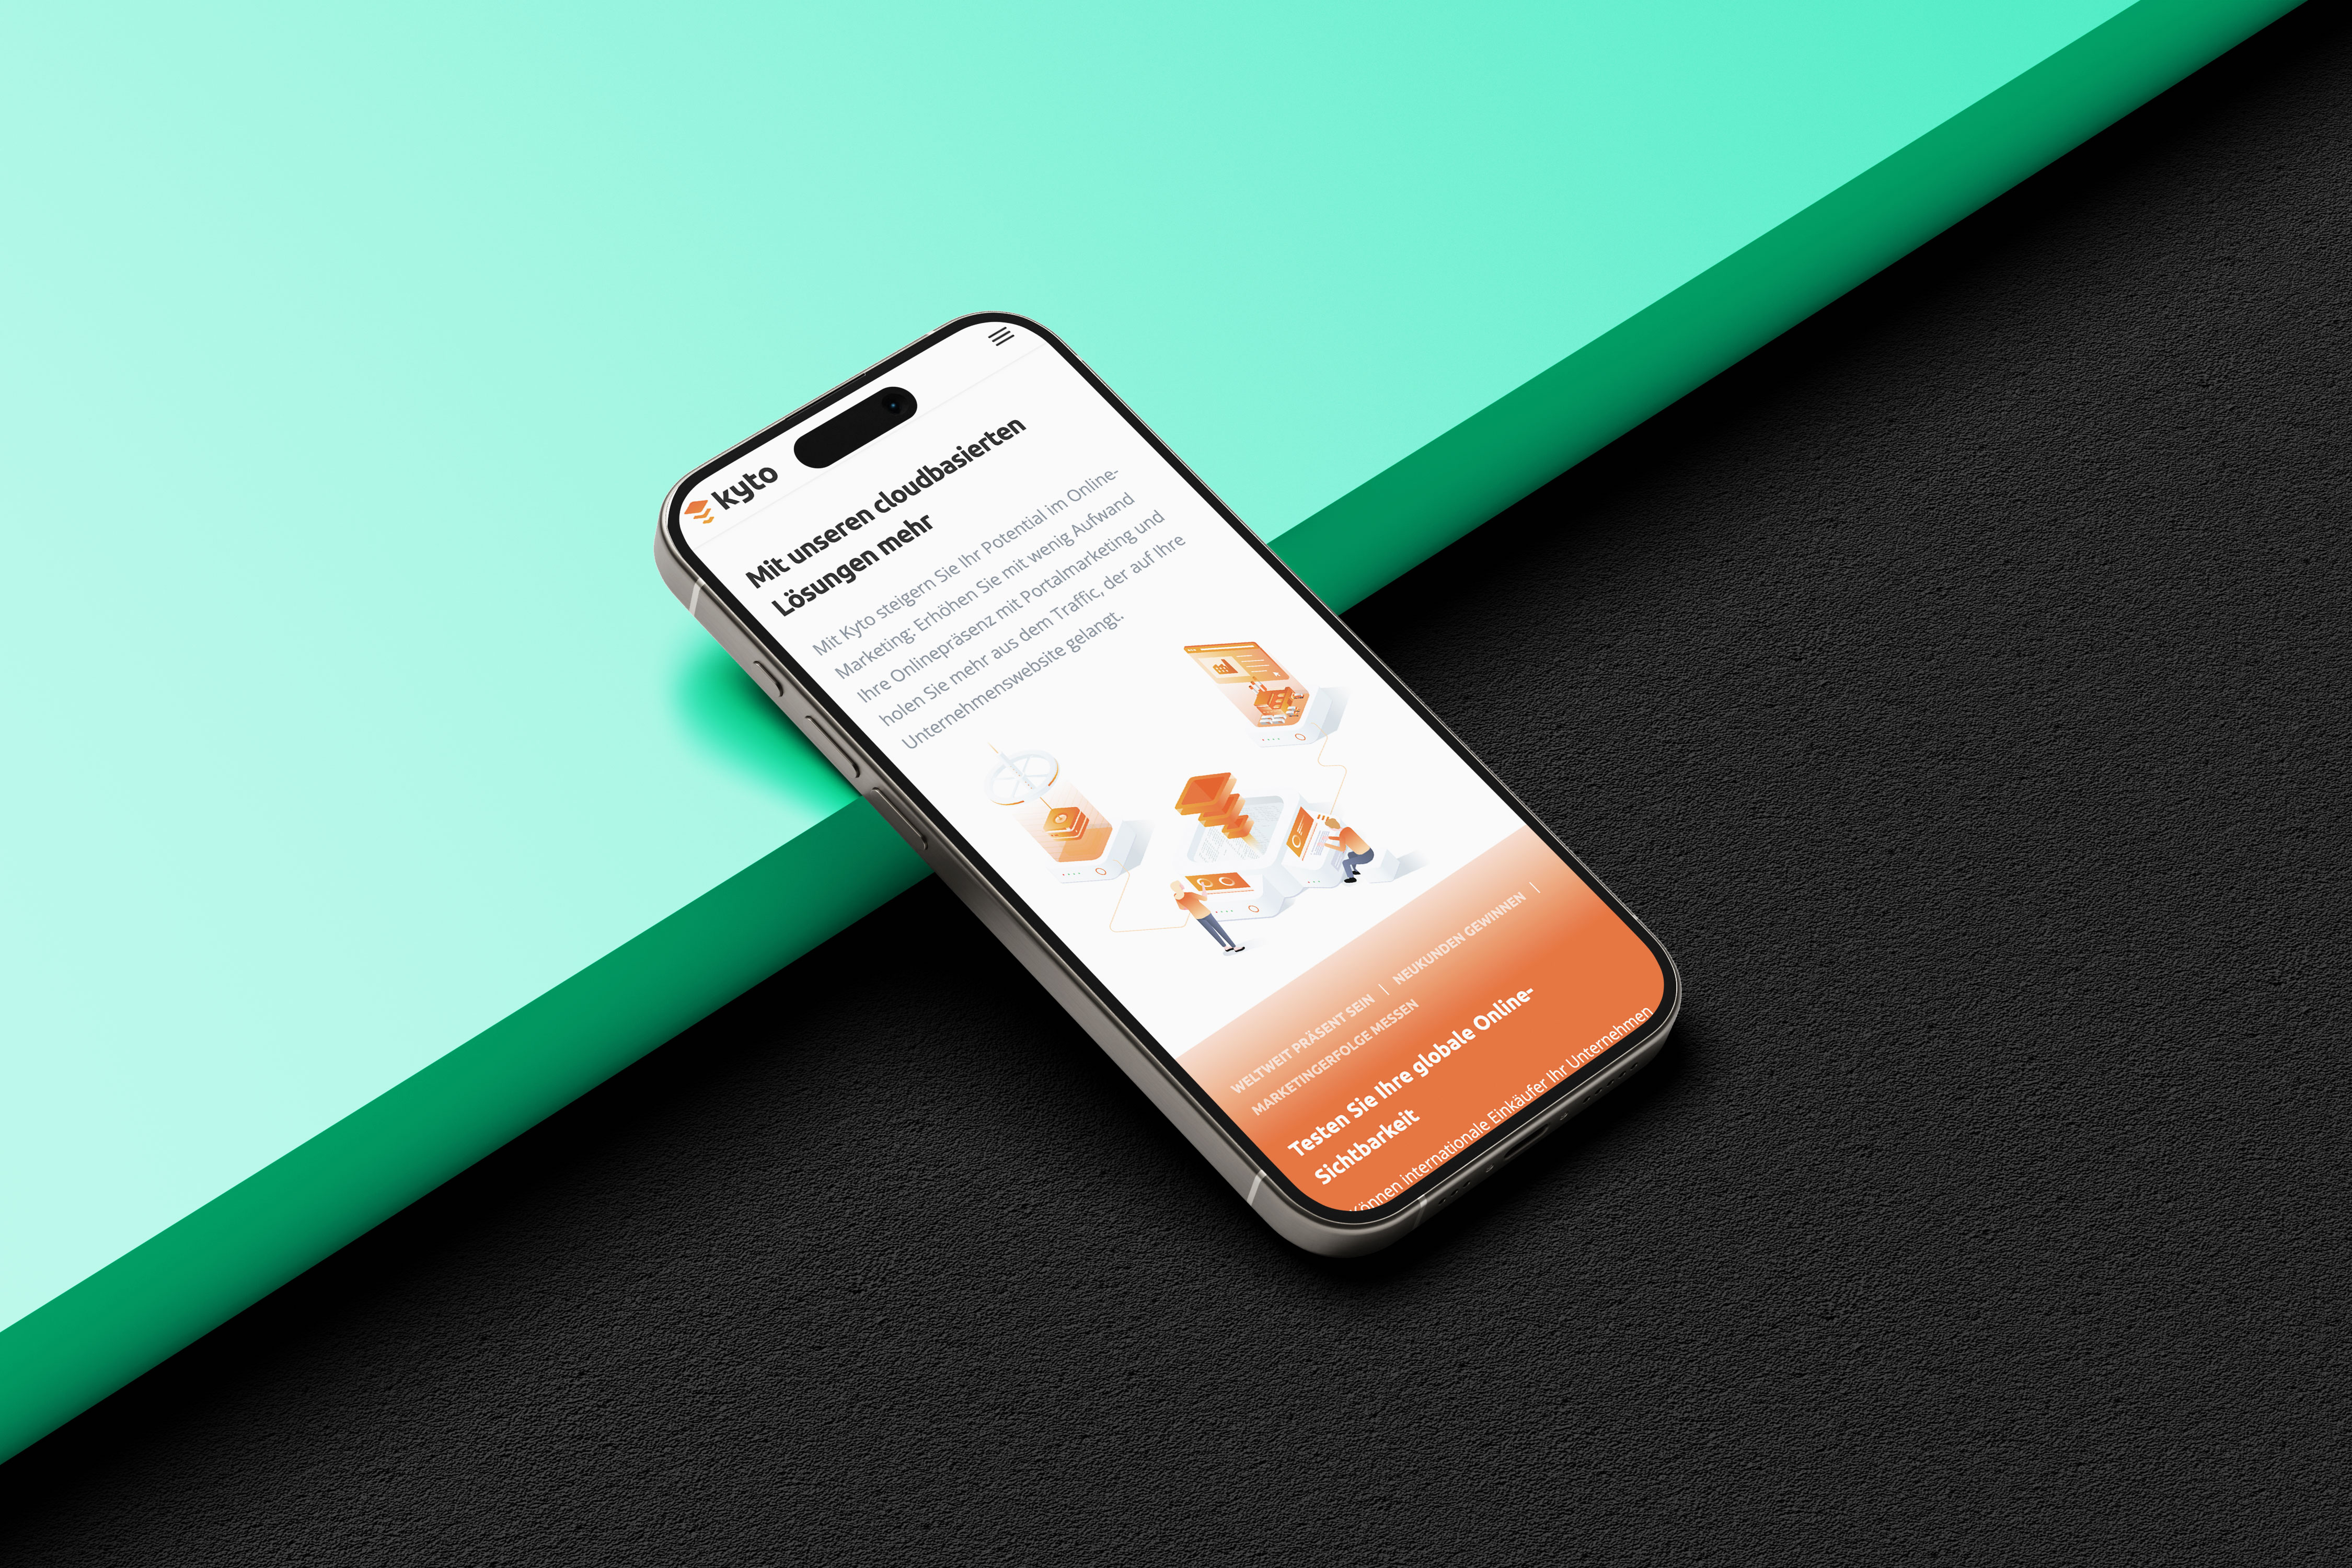 kyto
Mit unseren cloudbasierten
Lösungen mehr
Mit Kyto steigern Sie Ihr Potential im Online-
Marketing: Erhöhen Sie mit wenig Aufwand
Ihre Onlinepräsenz mit Portalmarketing und
holen Sie mehr aus dem Traffic, der auf Ihre
Unternehmenswebsite gelangt.
WELTWEIT PRÄSENT SEIN | NEUKUNDEN GEWINNEN |
MARKETINGERFOLGE MESSEN
Testen Sie Ihre globale Online-
Sichtbarkeit
Können internationale Einkäufer Ihr Unternehmen